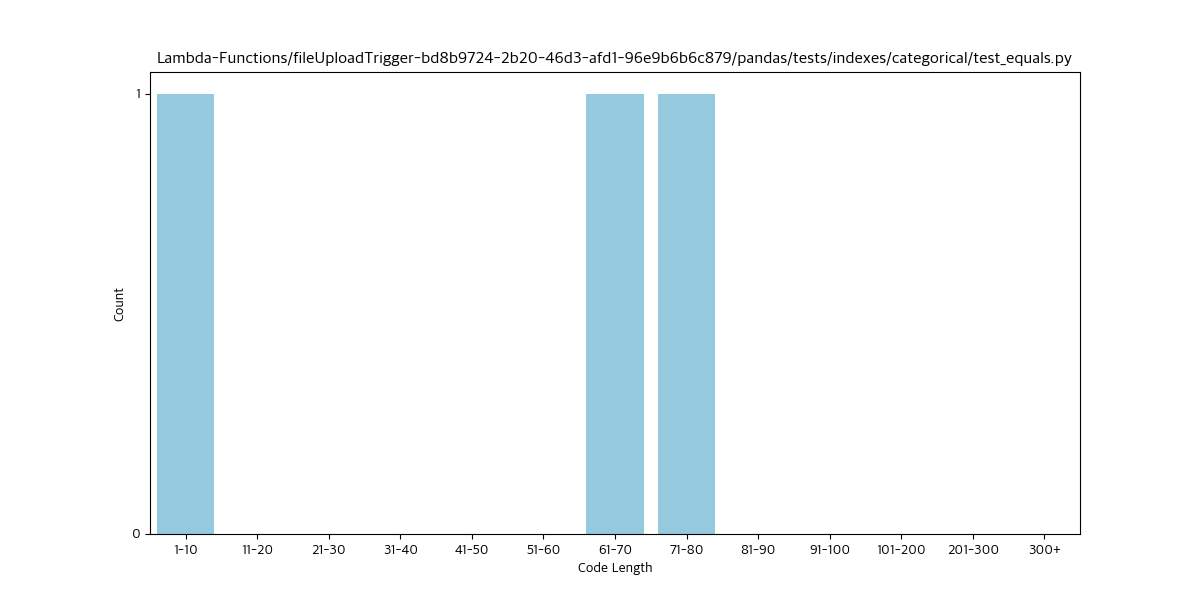 Lambda-Functions/fileUploadTrigger-bd8b9724-2b20-46d3-afd1-96e9b6b6c879/pandas/tests/indexes/categorical/test_equals.py
1
Count
0
1-10 11-20 21-30 31-40 41-50 51-60 61-70 71-80 81-90 91-100 101-200 201-300 300+
Code Length